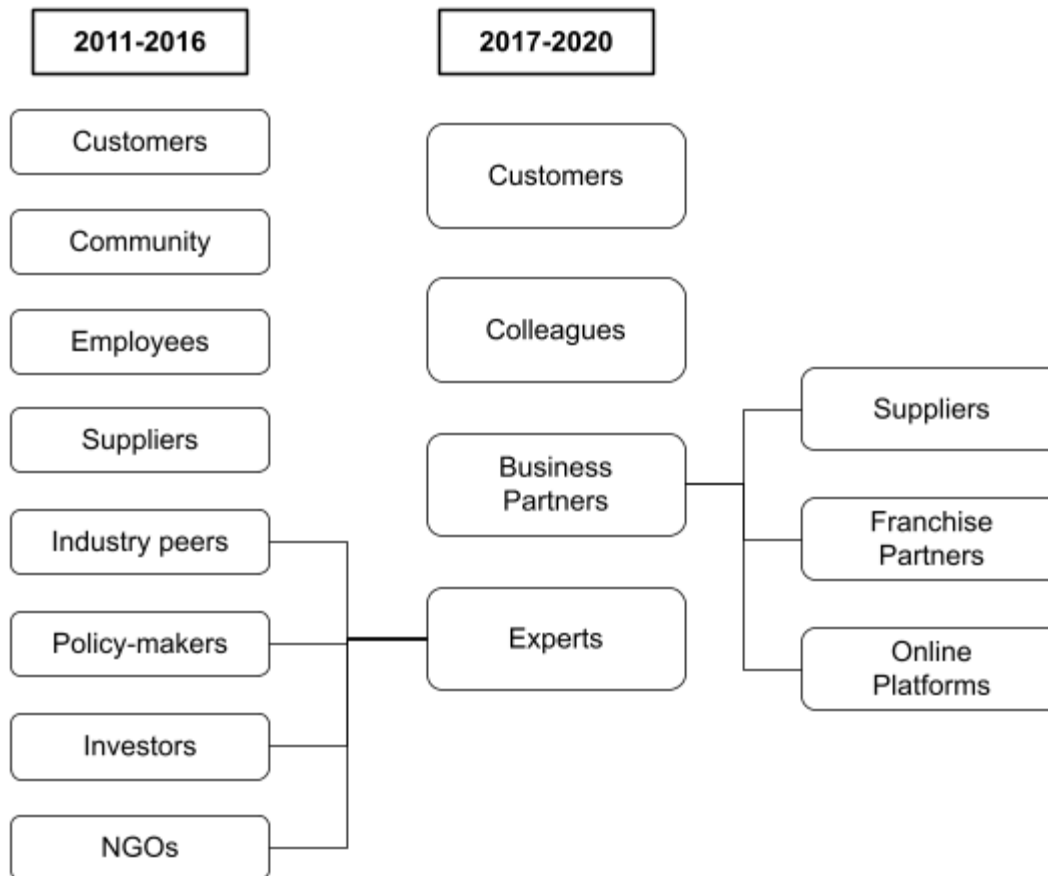 2011-2016
Customers
Community
Employees
Suppliers
Industry peers
Policy-makers
Investors
NGOs
2017-2020
Customers
Colleagues
Business
Partners
Experts
Suppliers
Franchise
Partners
Online
Platforms